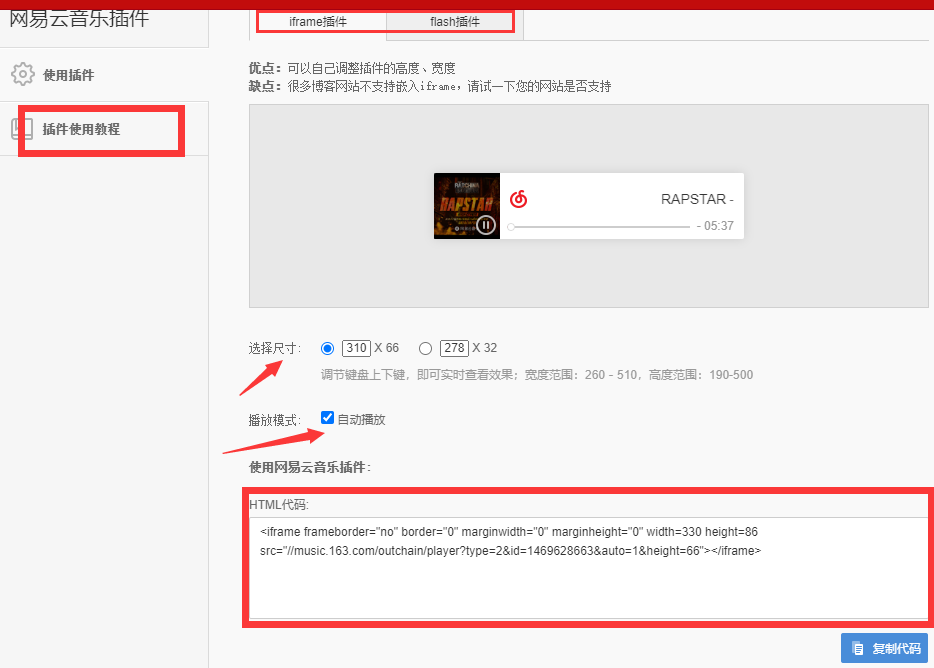 网易云音乐插件
使用插件
插件使用教程
iframe插件
flash插件
优点：可以自己调整插件的高度、宽度
缺点：很多博客网站不支持嵌入iframe，请试一下您的网站是否支持
RAPSTAR
RAPSTAR -
- 05:37
选择尺寸： 310 X 66 278 X 32
调节键盘上下键，即可实时查看效果；宽度范围：260 - 510，高度范围：190-500
播放模式： 自动播放
使用网易云音乐插件：
HTML代码:
<iframe frameborder="no" border="0" marginwidth="0" marginheight="0" width=330 height=86
src="//music.163.com/outchain/player?type=2&id=1469628663&auto=1&height=66"></iframe>
复制代码